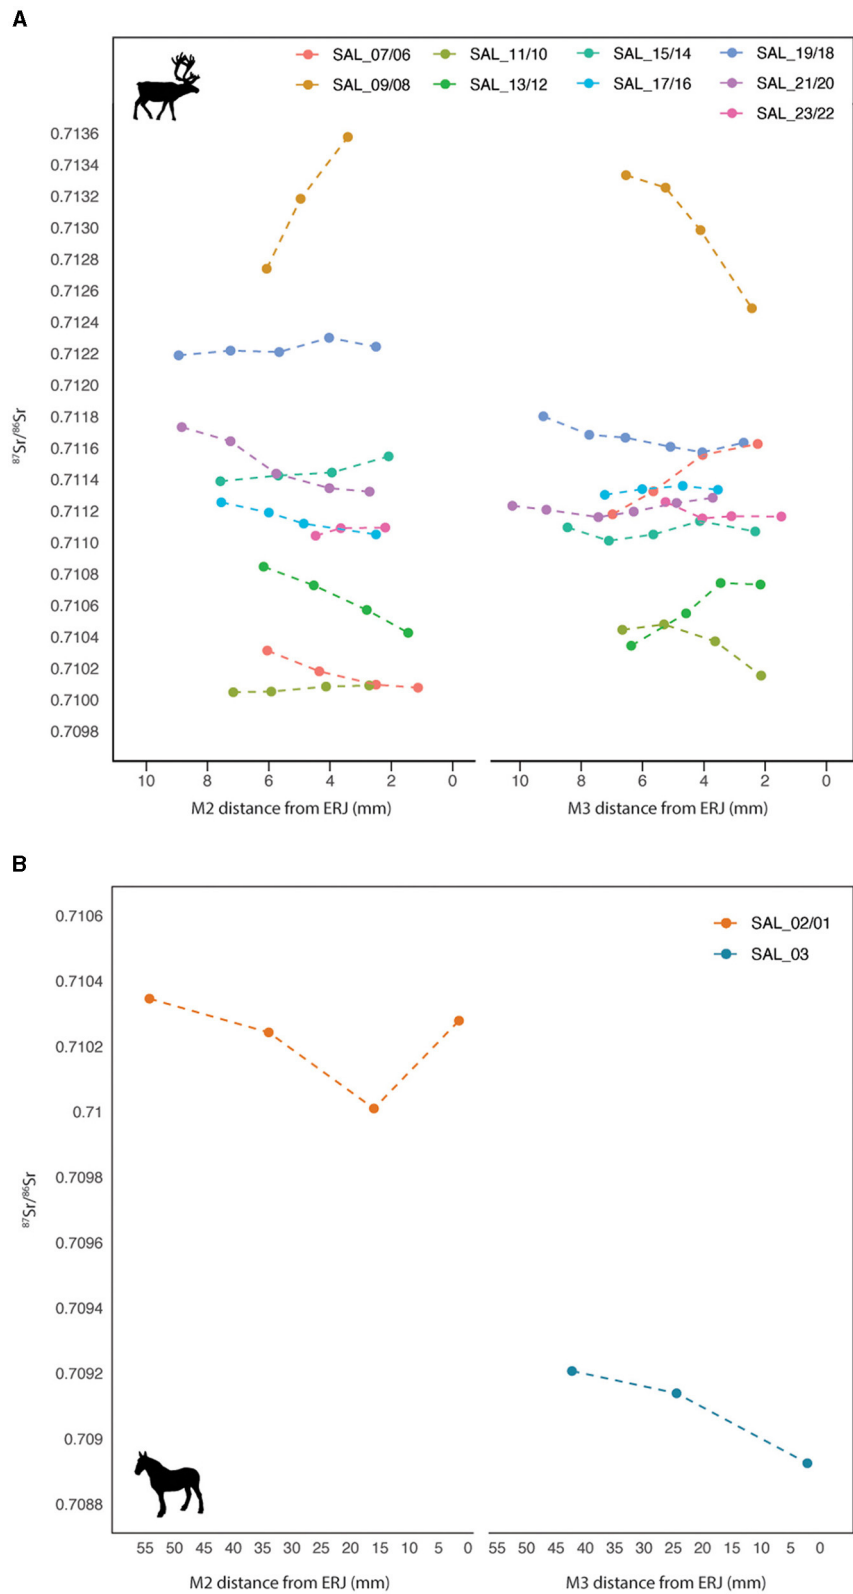 A
SAL_07/06 SAL_11/10 SAL_15/14 SAL_19/18
SAL_09/08 SAL_13/12 SAL_17/16 SAL_21/20
SAL_23/22
0.7136
0.7134
0.7132
0.7130
0.7128
0.7126
0.7124
0.7122
0.7120
0.7118
0.7116
0.7114
0.7112
0.7110
0.7108
0.7106
0.7104
0.7102
0.7100
0.7098
⁸⁷Sr/⁸⁶Sr
10 8 6 4 2 0 10 8 6 4 2 0
M2 distance from ERJ (mm) M3 distance from ERJ (mm)
B
SAL_02/01
SAL_03
0.7106
0.7104
0.7102
0.71
0.7098
0.7096
0.7094
0.7092
0.709
0.7088
⁸⁷Sr/⁸⁶Sr
55 50 45 40 35 30 25 20 15 10 5 0 55 50 45 40 35 30 25 20 15 10 5 0
M2 distance from ERJ (mm) M3 distance from ERJ (mm)